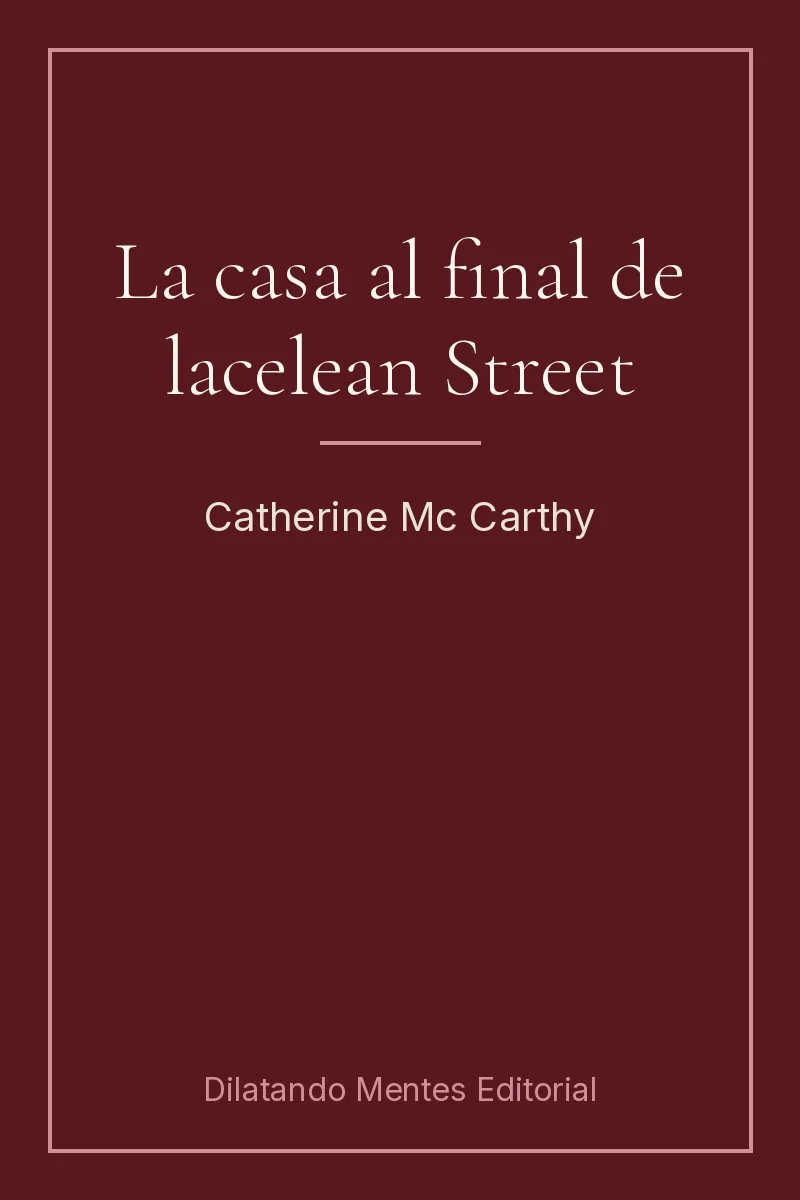 La casa al final de
lacelean Street
Catherine Mc Carthy
Dilatando Mentes Editorial